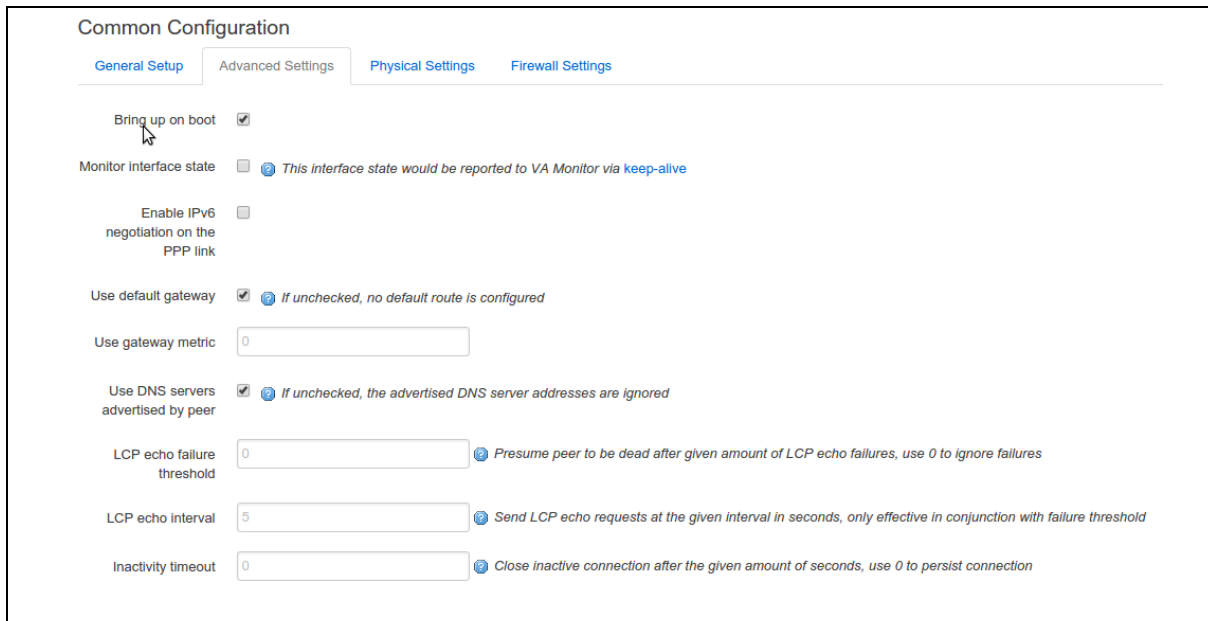 Common Configuration
General Setup Advanced Settings Physical Settings Firewall Settings
Bring up on boot
Monitor interface state This interface state would be reported to VA Monitor via keep-alive
Enable IPv6
negotiation on the
PPP link
Use default gateway If unchecked, no default route is configured
Use gateway metric 0
Use DNS servers
advertised by peer
If unchecked, the advertised DNS server addresses are ignored
LCP echo failure
threshold
0 Presume peer to be dead after given amount of LCP echo failures, use 0 to ignore failures
LCP echo interval 5 Send LCP echo requests at the given interval in seconds, only effective in conjunction with failure threshold
Inactivity timeout 0 Close inactive connection after the given amount of seconds, use 0 to persist connection